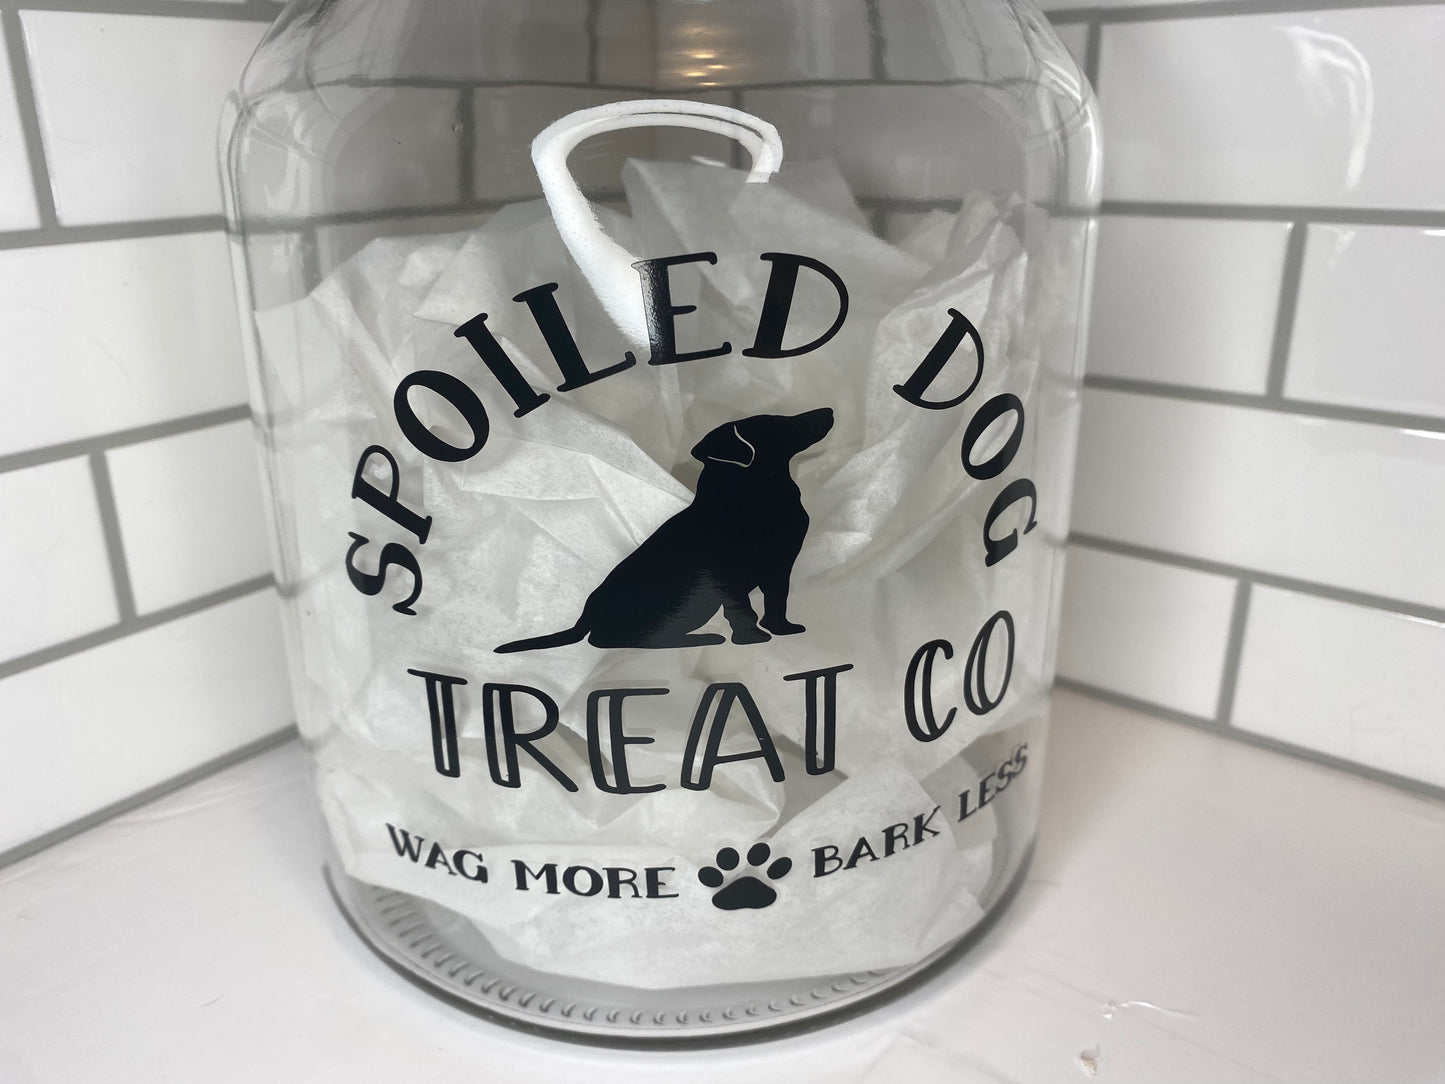 SPOILED DOG
TREAT CO
WAG MORE BARK LESS